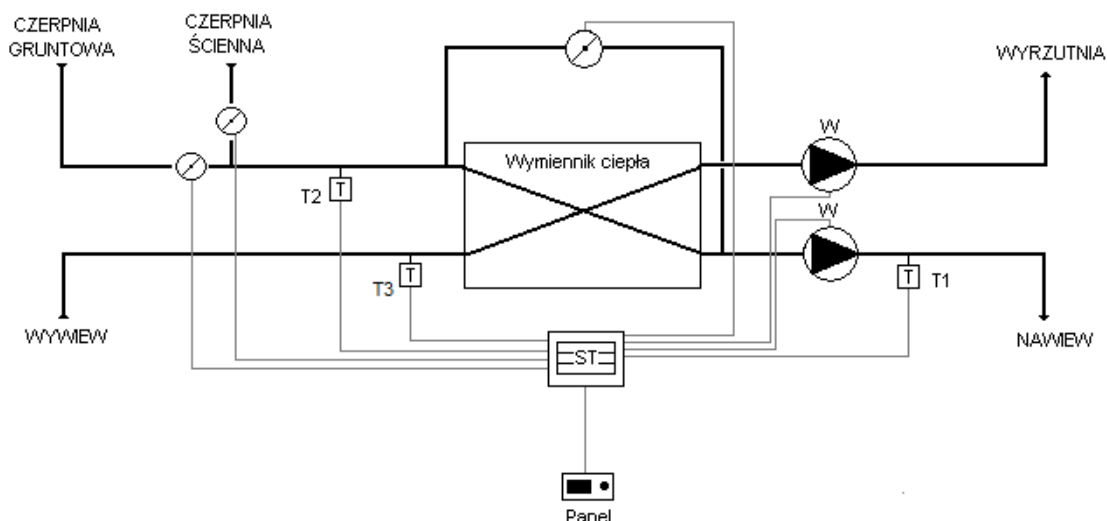 CZERPNIA
GRUNTOWA
CZERPNIA
ŚCIENNA
WYRZUTNIA
W
Wymiennik ciepła
T2
T
W
T3
T
T
T1
WYWIEW
NAWIEW
ST
Panel